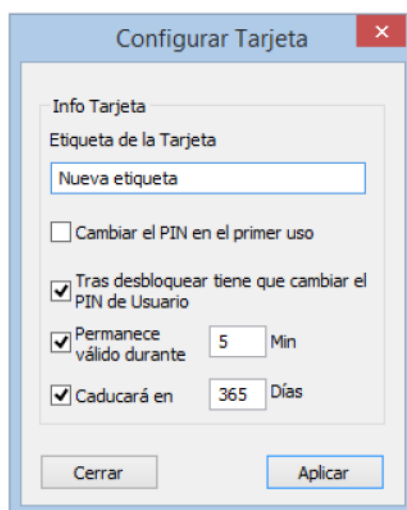 Configurar Tarjeta
Info Tarjeta
Etiqueta de la Tarjeta
Nueva etiqueta
Cambiar el PIN en el primer uso
Tras desbloquear tiene que cambiar el
PIN de Usuario
Permanece
válido durante
5 Min
Caducará en 365 Días
Cerrar Aplicar